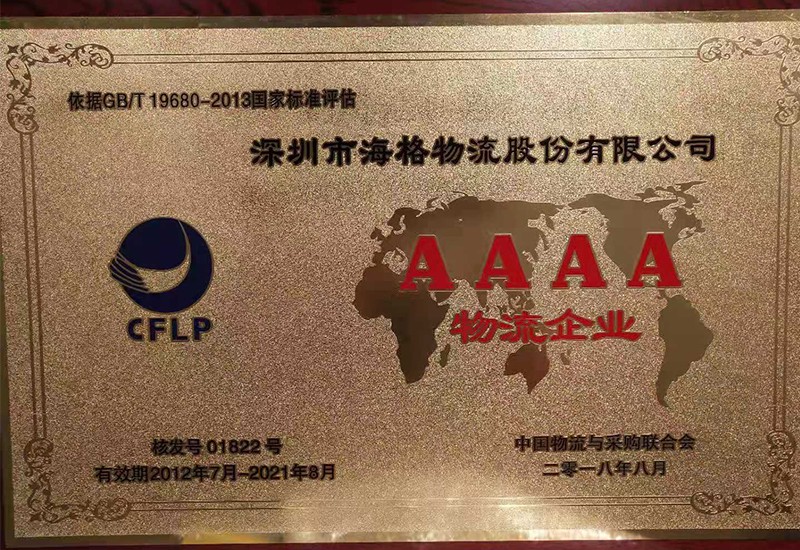 依据GB/T 19680-2013国家标准评估
深圳市海格物流股份有限公司
AAAA
物流企业
CFLP
核发号 01822 号
有效期2012年7月-2021年8月
中国物流与采购联合会
二零一八年八月